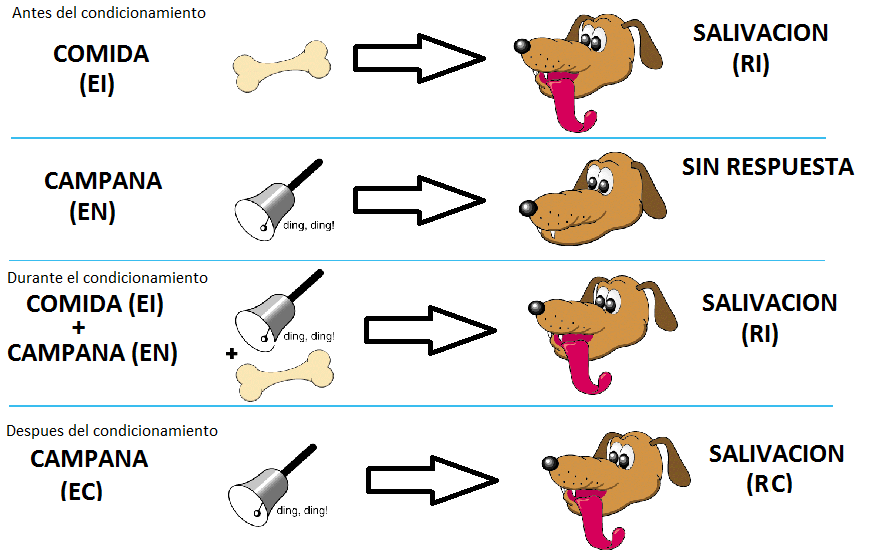 Antes del condicionamiento
COMIDA
(EI)
SALIVACION
(RI)
CAMPANA
(EN)
ding, ding!
SIN RESPUESTA
Durante el condicionamiento
COMIDA (EI)
+
CAMPANA (EN)
ding, ding!
+
SALIVACION
(RI)
Despues del condicionamiento
CAMPANA
(EC)
ding, ding!
SALIVACION
(RC)